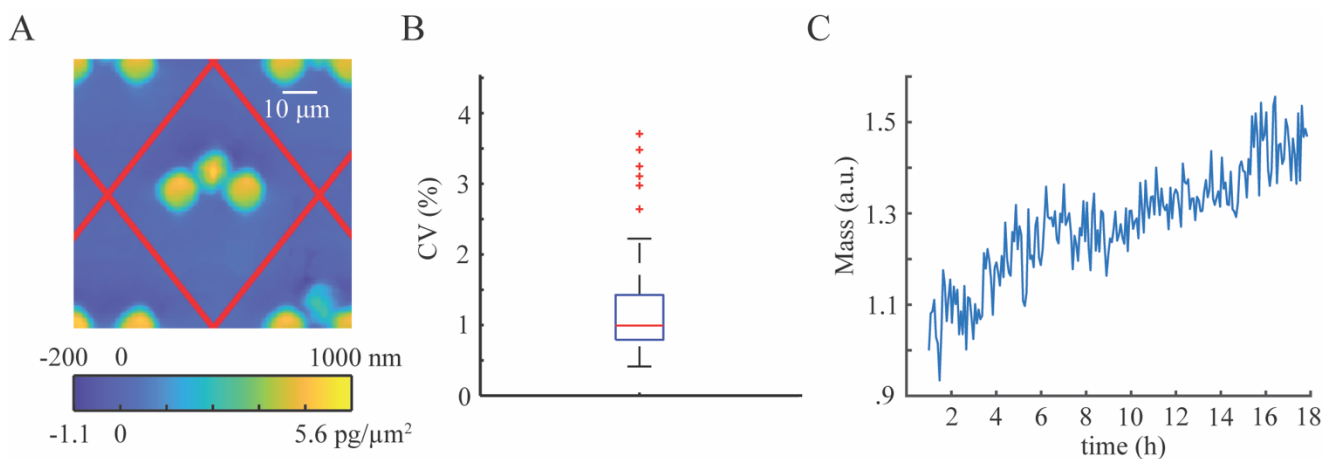 A
10 μm
-200 0 1000 nm
-1.1 0 5.6 pg/μm²
B
CV (%)
4
3
2
1
0
C
Mass (a.u.)
1.5
1.3
1.1
.9
2 4 6 8 10 12 14 16 18
time (h)